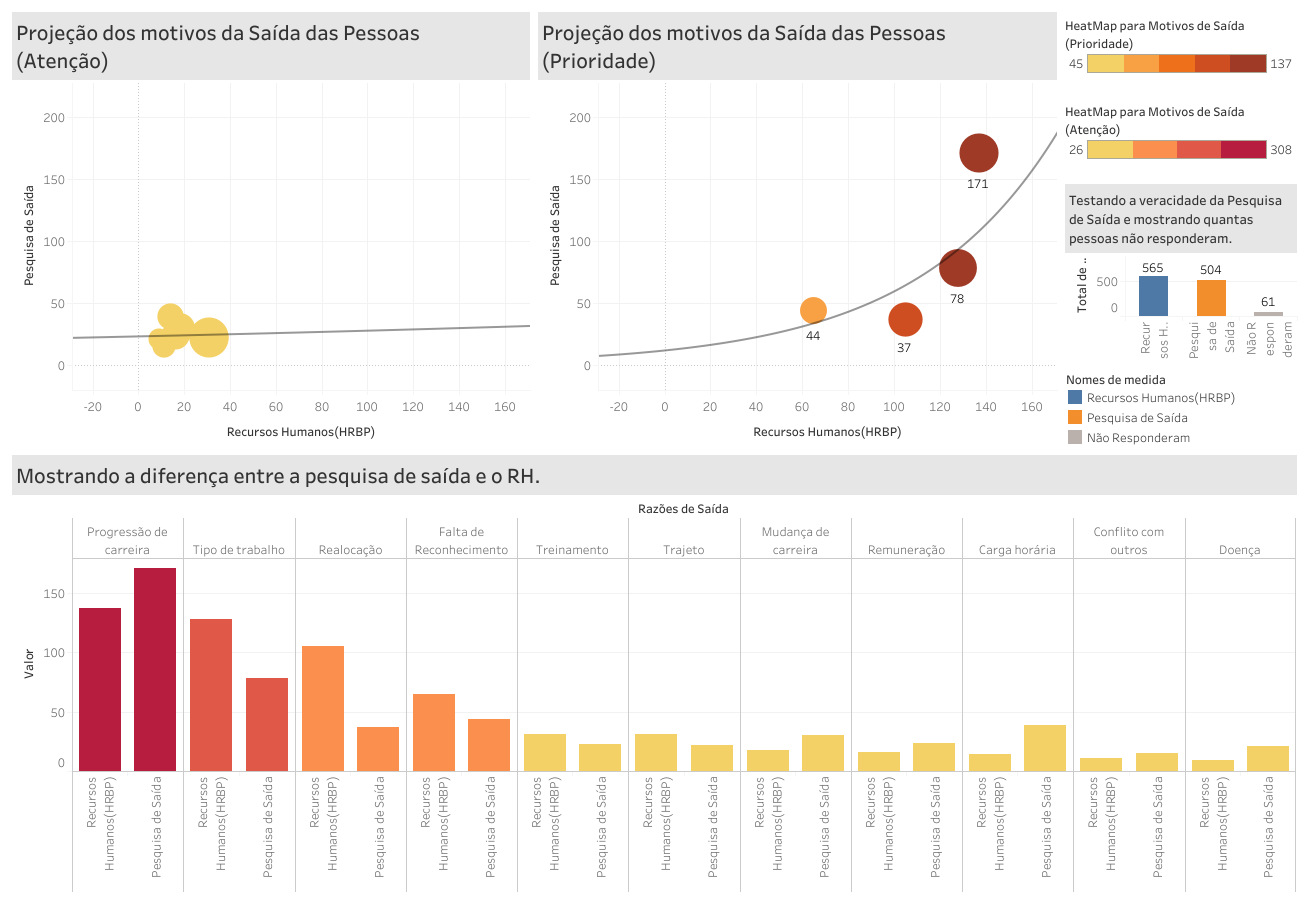 Projeção dos motivos da Saída das Pessoas
(Atenção)
200
150
100
50
0
Pesquisa de Saída
-20
0
20
40
60
80
100
120
140
160
Recursos Humanos(HRBP)
Projeção dos motivos da Saída das Pessoas
(Prioridade)
200
150
100
50
0
Pesquisa de Saída
171
78
44
37
-20
0
20
40
60
80
100
120
140
160
Recursos Humanos(HRBP)
HeatMap para Motivos de Saída
(Prioridade)
45
137
HeatMap para Motivos de Saída
(Atenção)
26
308
Testando a veracidade da Pesquisa
de Saída e mostrando quantas
pessoas não responderam.
Total de ..
500
0
565
504
61
Recur
sos H..
Pesqui
sa de
Saída
Não R
espon
deram
Nomes de medida
Recursos Humanos(HRBP)
Pesquisa de Saída
Não Responderam
Mostrando a diferença entre a pesquisa de saída e o RH.
Razões de Saída
Progressão de
carreira
Tipo de trabalho
Realocação
Falta de
Reconhecimento
Treinamento
Trajeto
Mudança de
carreira
Remuneração
Carga horária
Conflito com
outros
Doença
Valor
150
100
50
0
Recursos
Humanos(HRBP)
Pesquisa de Saída
Recursos
Humanos(HRBP)
Pesquisa de Saída
Recursos
Humanos(HRBP)
Pesquisa de Saída
Recursos
Humanos(HRBP)
Pesquisa de Saída
Recursos
Humanos(HRBP)
Pesquisa de Saída
Recursos
Humanos(HRBP)
Pesquisa de Saída
Recursos
Humanos(HRBP)
Pesquisa de Saída
Recursos
Humanos(HRBP)
Pesquisa de Saída
Recursos
Humanos(HRBP)
Pesquisa de Saída
Recursos
Humanos(HRBP)
Pesquisa de Saída
Recursos
Humanos(HRBP)
Pesquisa de Saída